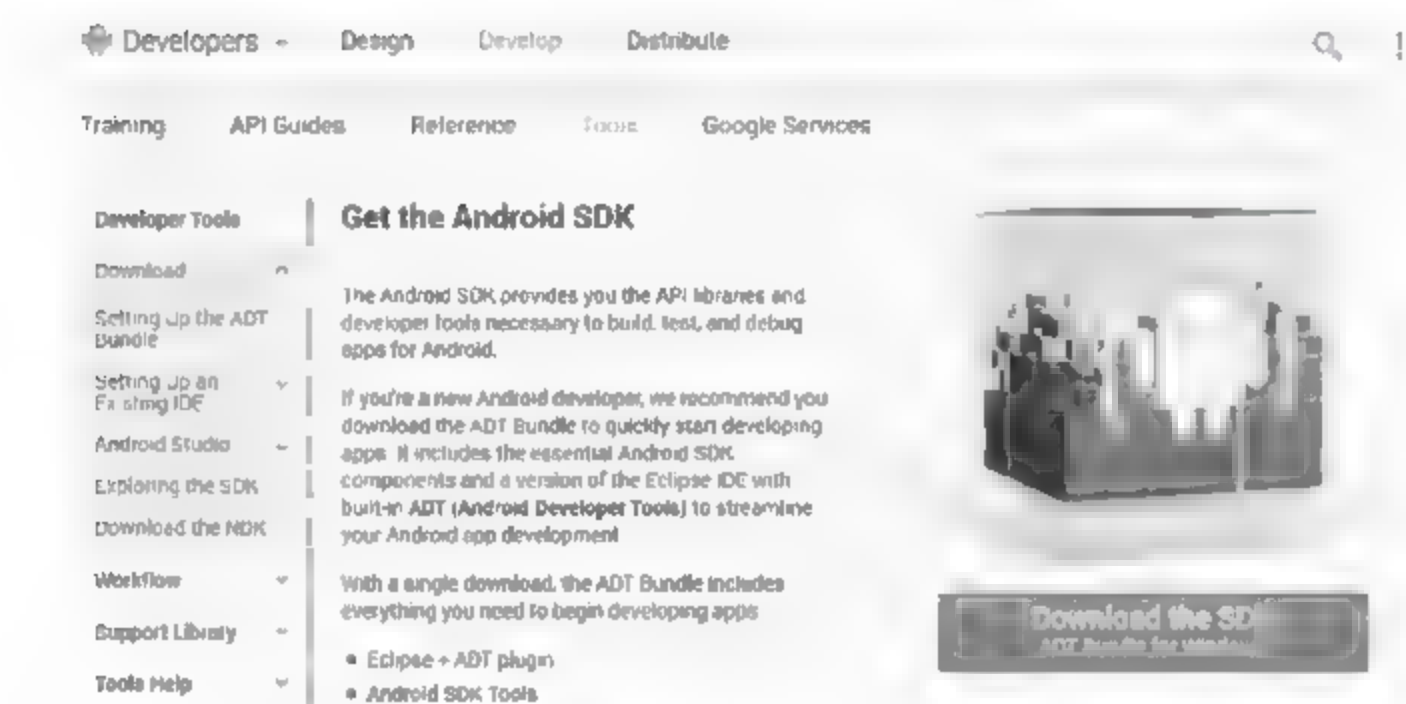 Developers Design Develop Distribute
Training API Guides Reference Tools Google Services
Developer Tools
Download
Setting up the ADT
Bundle
Setting up an
Existing IDE
Android Studio
Exploring the SDK
Download the NDK
Workflow
Support Library
Tools Help
Get the Android SDK
The Android SDK provides you the API libraries and
developer tools necessary to build, test, and debug
apps for Android.
If you're a new Android developer, we recommend you
download the ADT Bundle to quickly start developing
apps. It includes the essential Android SDK
components and a version of the Eclipse IDE with
built-in ADT (Android Developer Tools) to streamline
your Android app development
With a single download, the ADT Bundle includes
everything you need to begin developing apps
• Eclipse + ADT plugin
• Android SDK Tools
Download the SD
ADT Bundle for